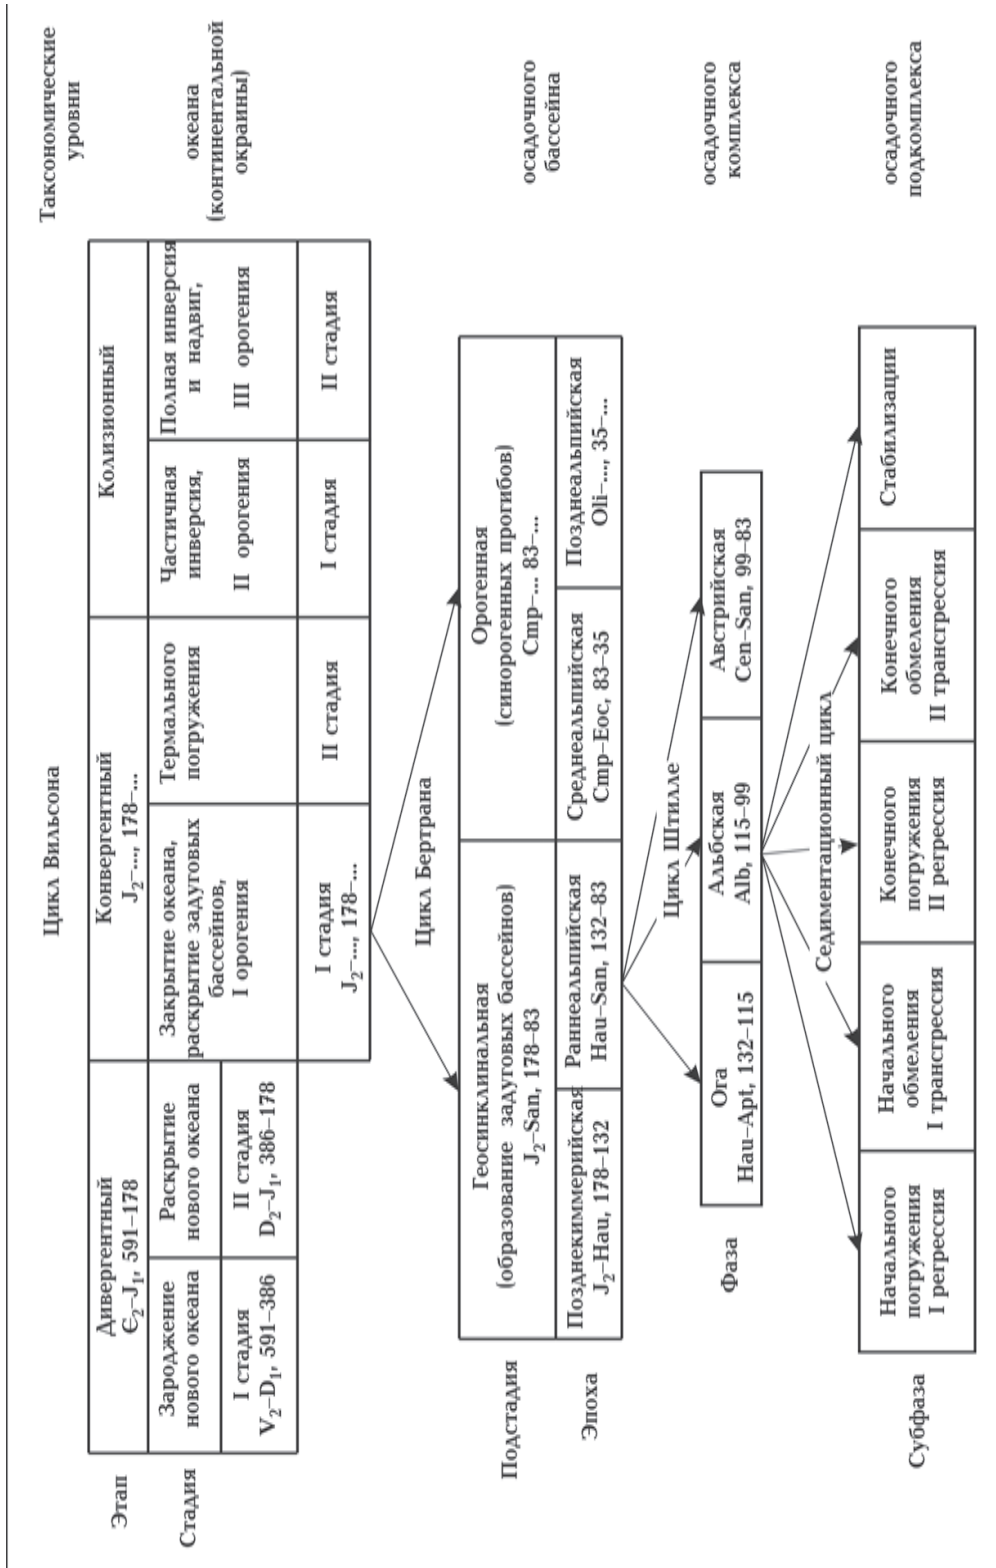 Цикл Вильсона
Таксономические
уровни
Этап
Дивергентный
Є₂–J₁, 591–178
Конвергентный
J₂–..., 178–...
Колизионный
Стадия
Зарождение
нового океана
Раскрытие
нового океана
Закрытие океана,
раскрытие задуговых
бассейнов,
I орогения
Термального
погружения
Частичная
инверсия,
II орогения
Полная инверсия
и надвиг,
III орогения
океана
(континентальной
окраины)
I стадия
V₂–D₁, 591–386
II стадия
D₂–J₁, 386–178
I стадия
J₂–..., 178–...
II стадия
I стадия
II стадия
Цикл Бертрана
Подстадия
Геосинклинальная
(образование задуговых бассейнов)
J₂–San, 178–83
Орогенная
(синорогенных прогибов)
Cmp–... 83–...
осадочного
бассейна
Эпоха
Позднекиммерийская
J₂–Hau, 178–132
Раннеальпийская
Hau–San, 132–83
Среднеальпийская
Cmp–Eoc, 83–35
Позднеальпийская
Oli–..., 35–...
Цикл Штилле
Фаза
Ога
Hau–Apt, 132–115
Альбская
Alb, 115–99
Австрийская
Cen–San, 99–83
осадочного
комплекса
Седиментационный цикл
Субфаза
Начального
погружения
I регрессия
Начального
обмеления
I транстрессия
Конечного
погружения
II регрессия
Конечного
обмеления
II трансгрессия
Стабилизации
осадочного
подкомплекса